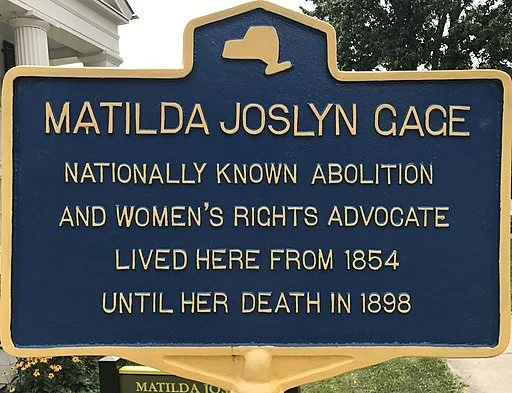 MATILDA JOSLYN GAGE
NATIONALLY KNOWN ABOLITION
AND WOMEN'S RIGHTS ADVOCATE
LIVED HERE FROM 1854
UNTIL HER DEATH IN 1898
MATILDA